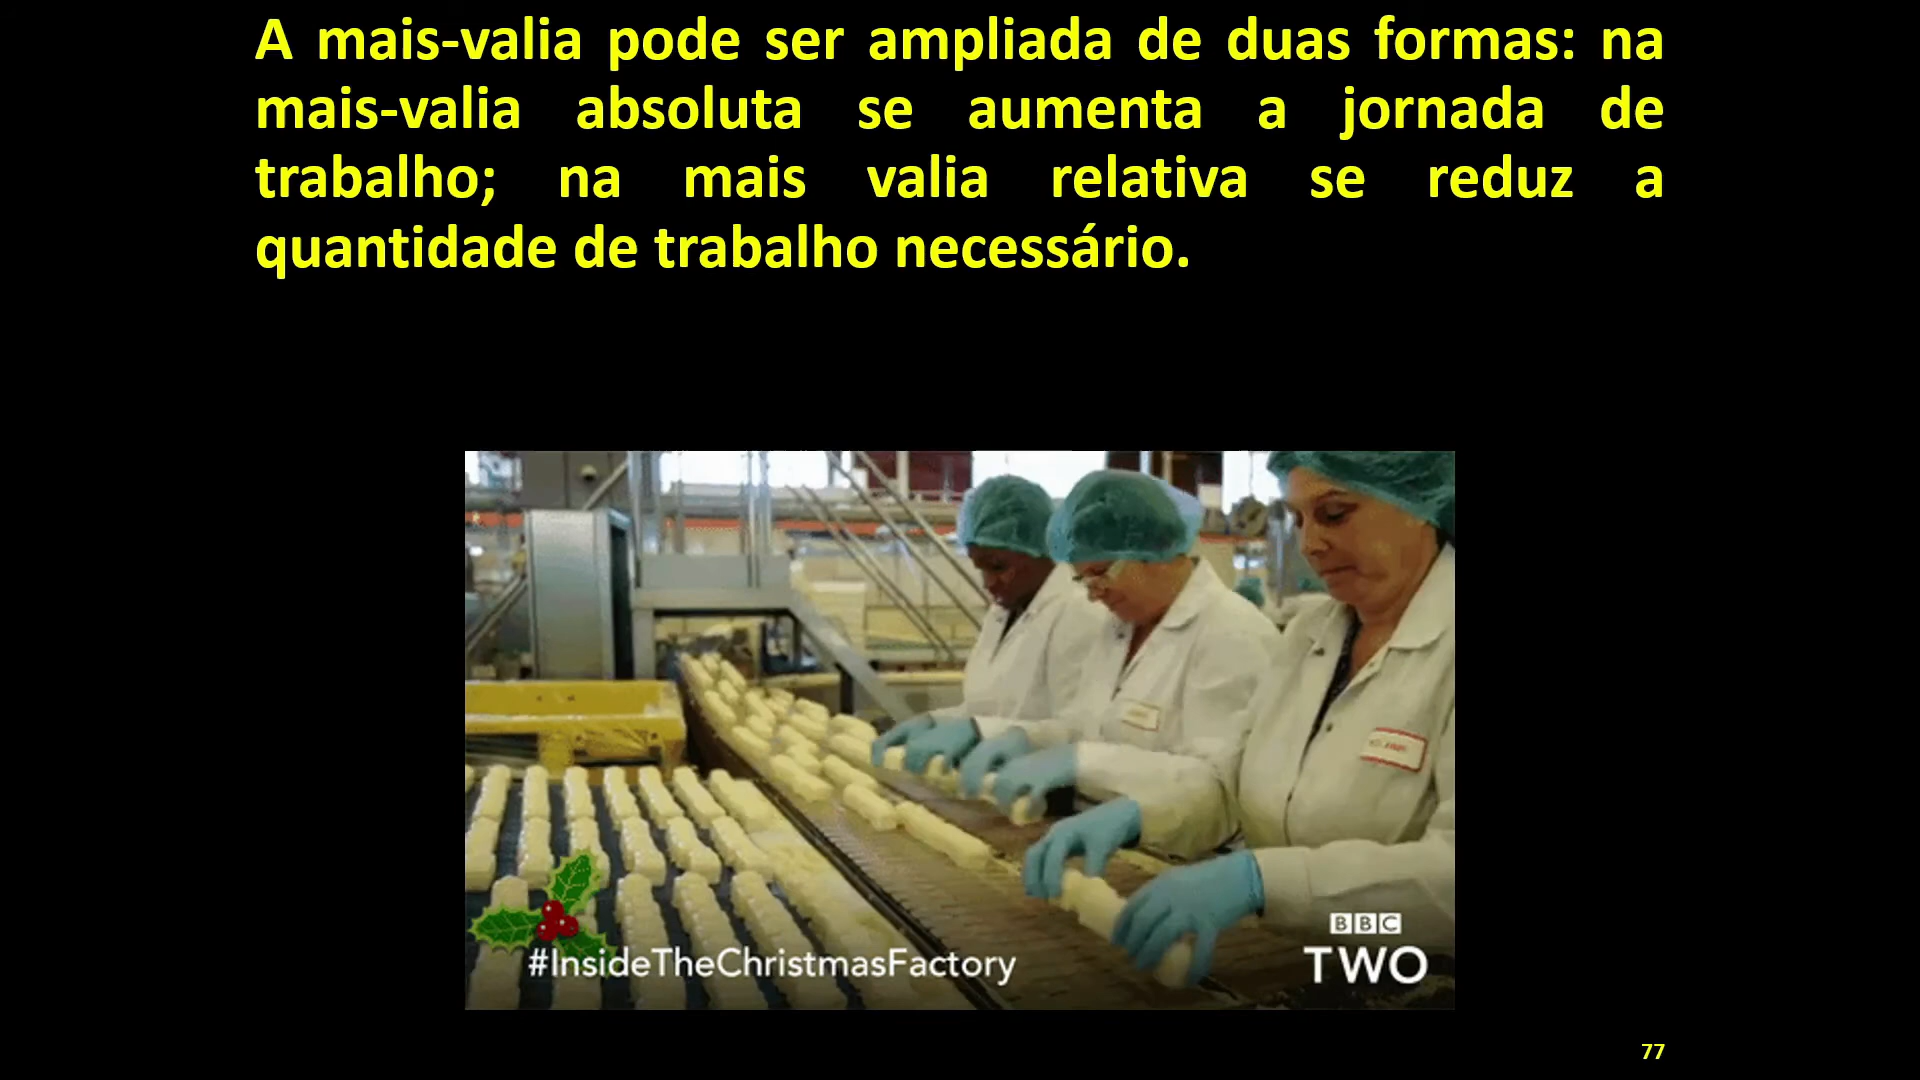 A mais-valia pode ser ampliada de duas formas: na
mais-valia absoluta se aumenta a jornada de
trabalho; na mais valia relativa se reduz a
quantidade de trabalho necessário.
#InsideTheChristmasFactory
BBC
TWO
77